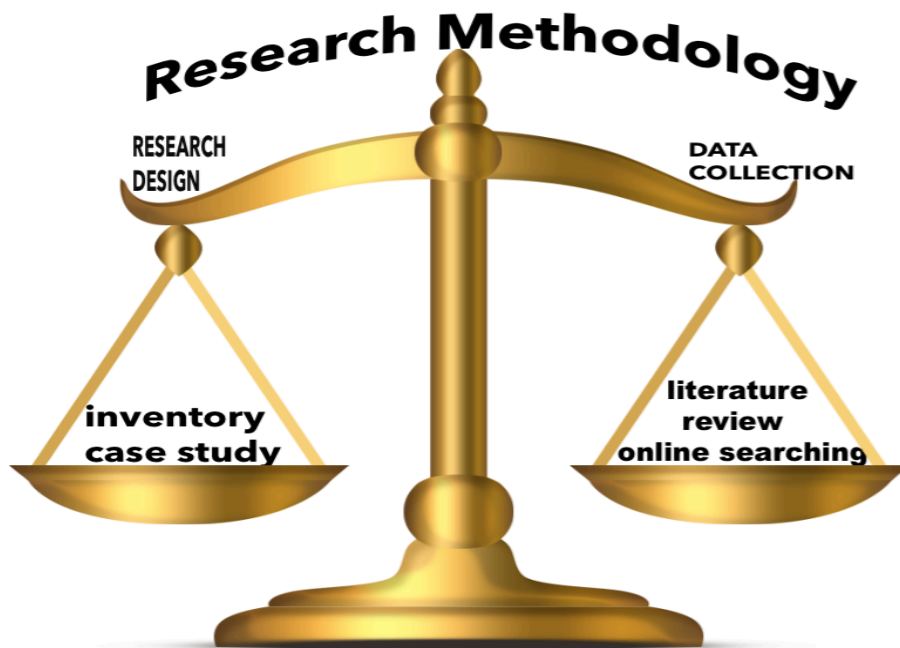 Research Methodology
RESEARCH
DESIGN
DATA
COLLECTION
inventory
case study
literature
review
online searching